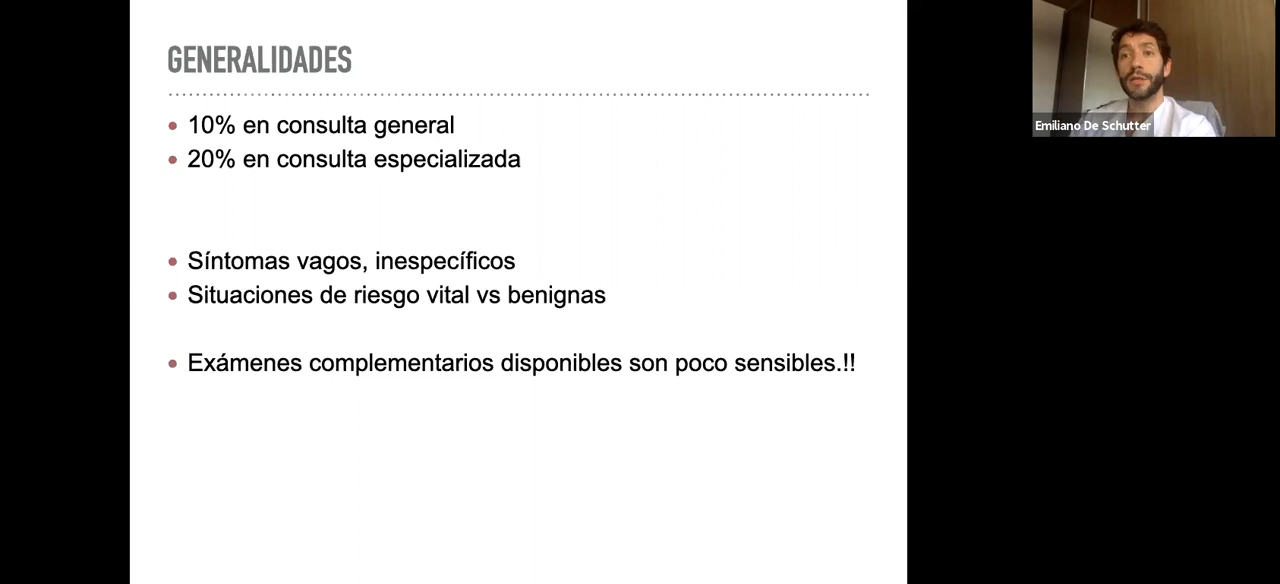 GENERALIDADES
10% en consulta general
20% en consulta especializada
Síntomas vagos, inespecíficos
Situaciones de riesgo vital vs benignas
Exámenes complementarios disponibles son poco sensibles.!!
Emiliano De Schutter